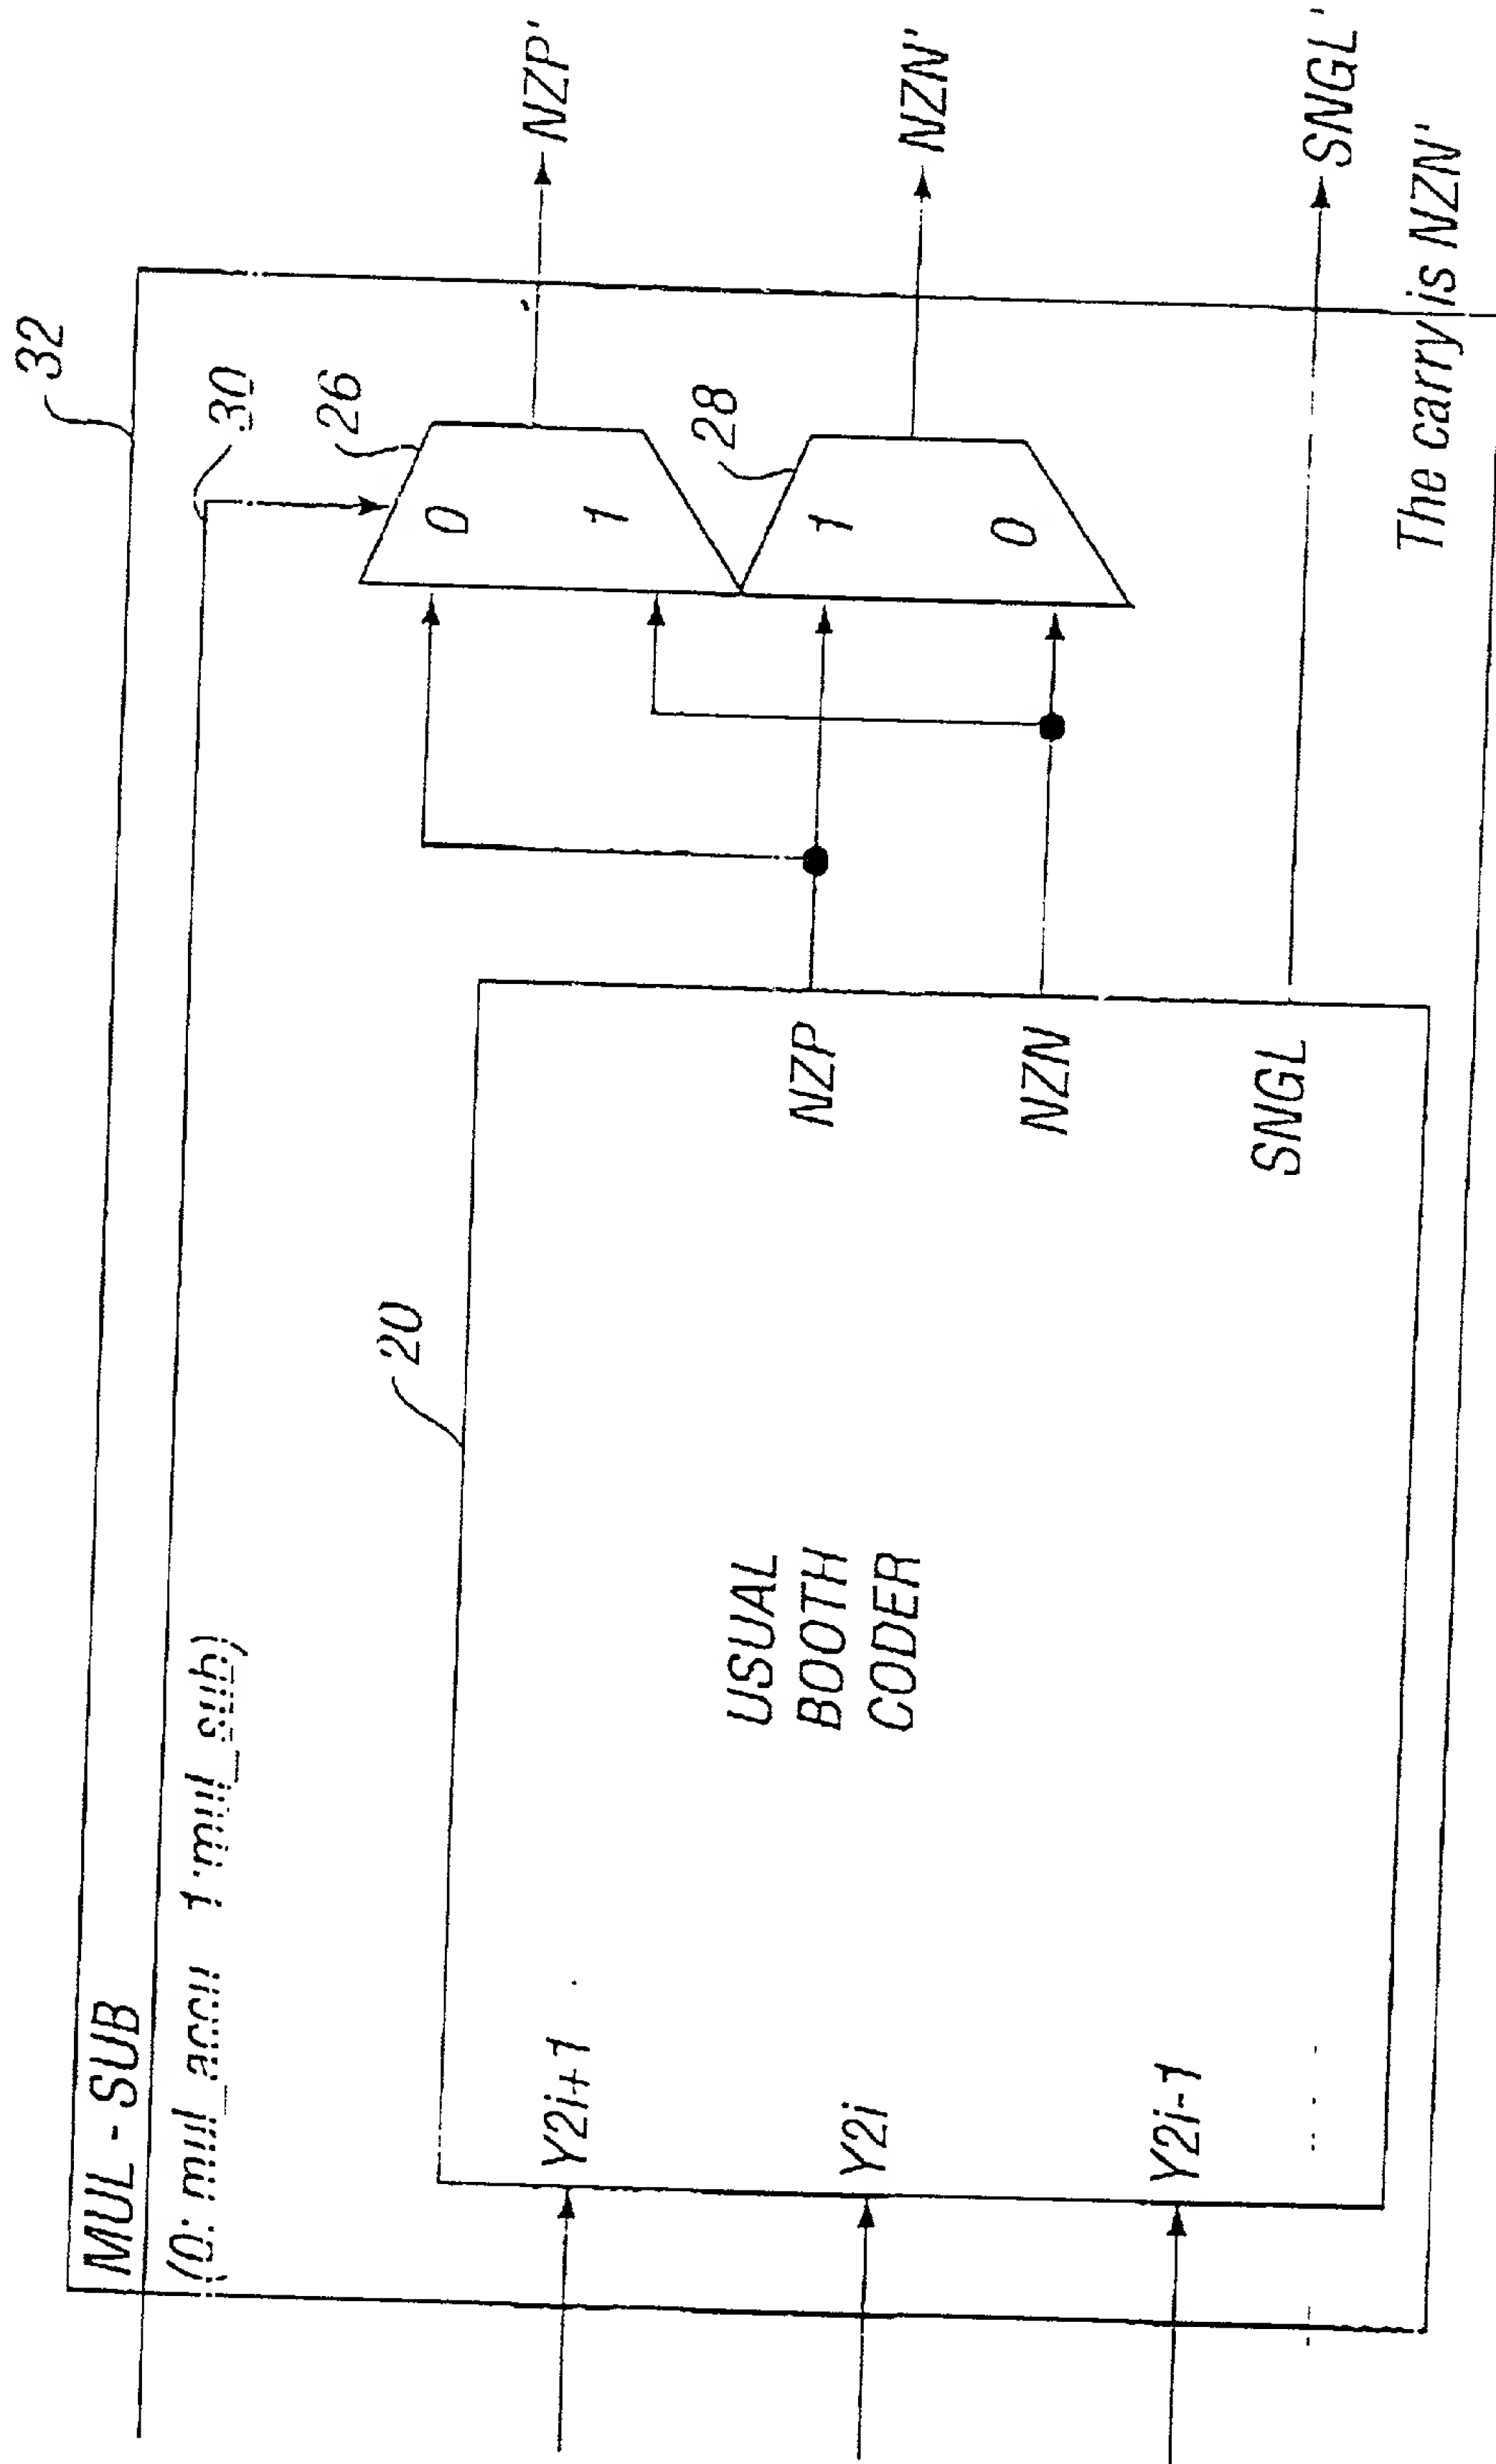 32
MUL - SUB
30
(0: mul_accu 1 mul_sub)
26
0
1
NZP'
28
1
0
NZN'
20
Y2i+1
USUAL
BOOTH
CODER
NZP
Y2i
NZN
Y2i-1
SNGL
SNGL'
The carry is NZN'